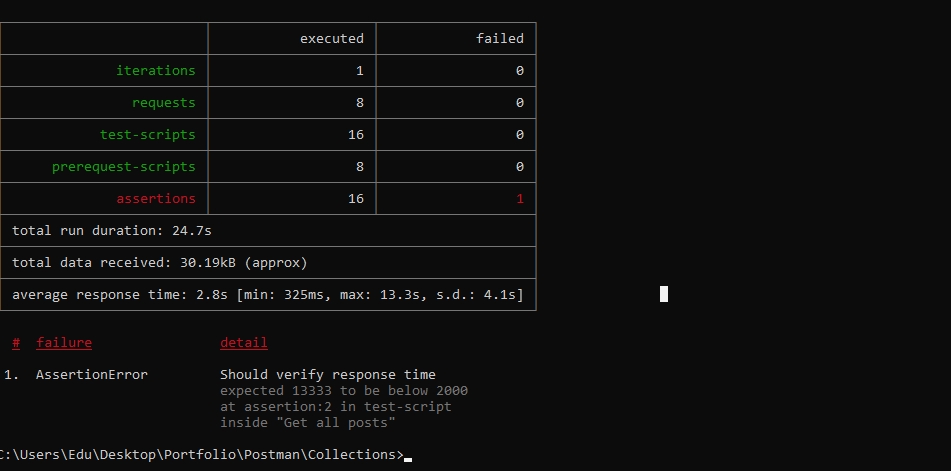 executed failed
iterations 1 0
requests 8 0
test-scripts 16 0
prerequest-scripts 8 0
assertions 16 1
total run duration: 24.7s
total data received: 30.19kB (approx)
average response time: 2.8s [min: 325ms, max: 13.3s, s.d.: 4.1s]
# failure detail
1. AssertionError Should verify response time
expected 13333 to be below 2000
at assertion:2 in test-script
inside "Get all posts"
C:\Users\Edu\Desktop\Portfolio\Postman\Collections>